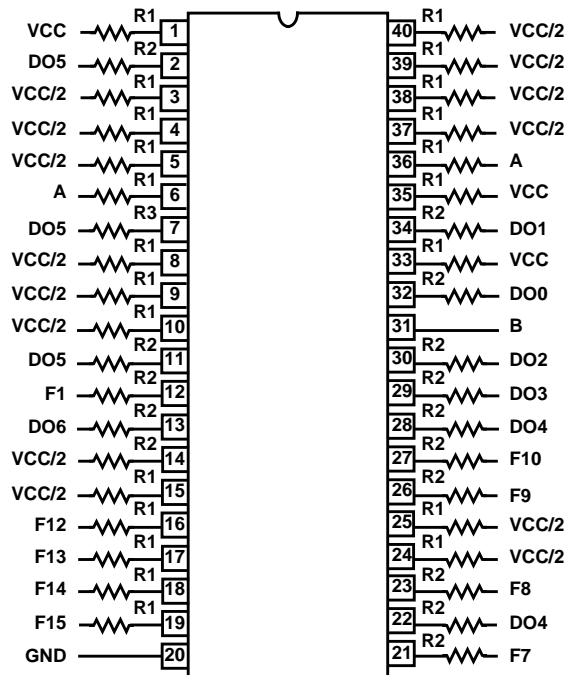 VCC R1 1 40 R1 VCC/2
DO5 R2 2 39 R1 VCC/2
VCC/2 R1 3 38 R1 VCC/2
VCC/2 R1 4 37 R1 VCC/2
VCC/2 R1 5 36 R1 A
A R1 6 35 R1 VCC
DO5 R3 7 34 R2 DO1
VCC/2 R1 8 33 R1 VCC
VCC/2 R1 9 32 R2 DO0
VCC/2 R1 10 31 B
DO5 R2 11 30 R2 DO2
F1 R2 12 29 R2 DO3
DO6 R2 13 28 R2 DO4
VCC/2 R2 14 27 R2 F10
VCC/2 R1 15 26 R2 F9
F12 R1 16 25 R1 VCC/2
F13 R1 17 24 R1 VCC/2
F14 R1 18 23 R2 F8
F15 R1 19 22 R2 DO4
GND 20 21 R2 F7